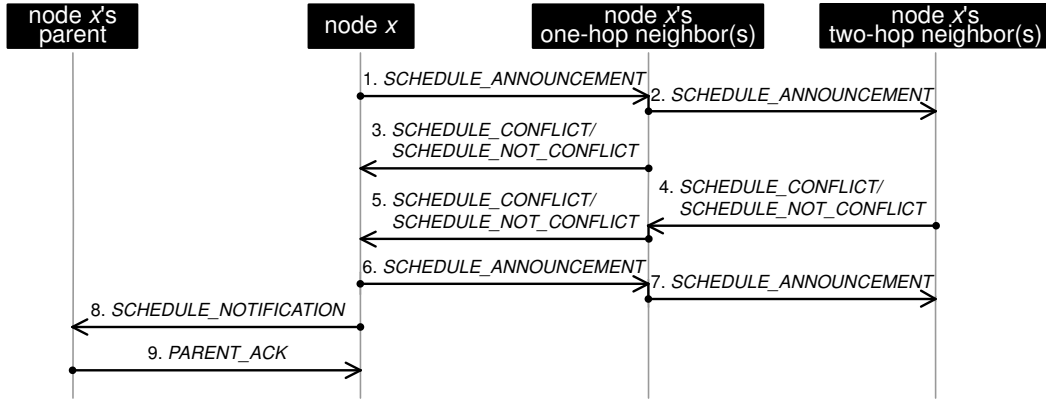 node x's
parent
node x
node x's
one-hop neighbor(s)
node x's
two-hop neighbor(s)
1. SCHEDULE_ANNOUNCEMENT
2. SCHEDULE_ANNOUNCEMENT
3. SCHEDULE_CONFLICT/
SCHEDULE_NOT_CONFLICT
4. SCHEDULE_CONFLICT/
SCHEDULE_NOT_CONFLICT
5. SCHEDULE_CONFLICT/
SCHEDULE_NOT_CONFLICT
6. SCHEDULE_ANNOUNCEMENT
7. SCHEDULE_ANNOUNCEMENT
8. SCHEDULE_NOTIFICATION
9. PARENT_ACK